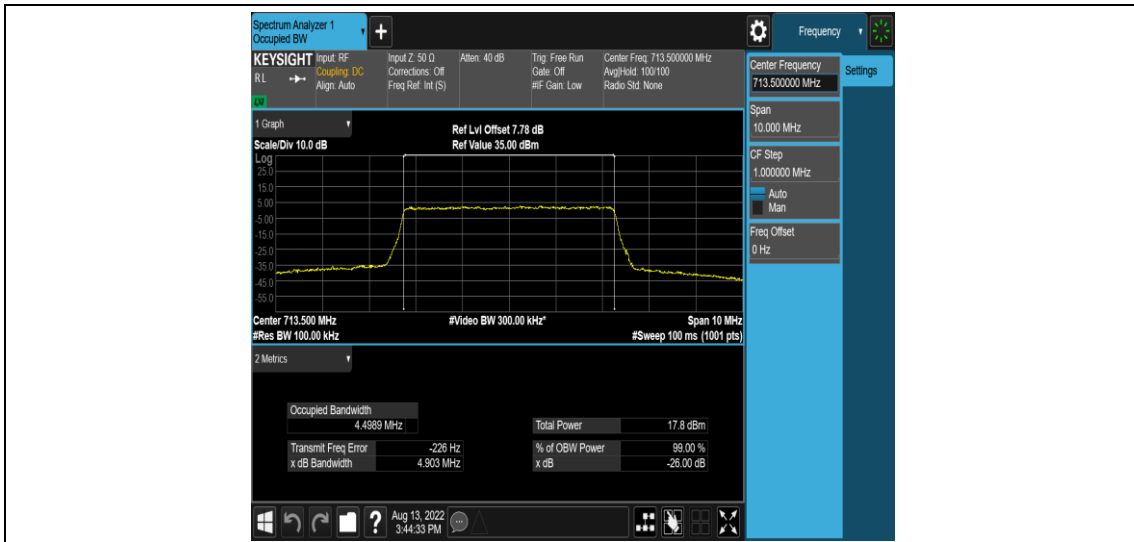 Spectrum Analyzer 1
Occupied BW
+
Frequency
KEYSIGHT Input: RF Input Z: 50 Ω Atten: 40 dB Trig: Free Run Center Freq: 713.500000 MHz
RL Coupling: DC Corrections: Off Gate: Off Avg|Hold: 100/100
Align: Auto Freq Ref: Int (S) #IF Gain: Low Radio Std: None
LXI
Center Frequency
713.500000 MHz
Settings
Span
10.000 MHz
CF Step
1.000000 MHz
Auto
Man
Freq Offset
0 Hz
1 Graph
Ref Lvl Offset 7.78 dB
Scale/Div 10.0 dB Ref Value 35.00 dBm
Log
25.0
15.0
5.00
-5.00
-15.0
-25.0
-35.0
-45.0
-55.0
Center 713.500 MHz #Video BW 300.00 kHz* Span 10 MHz
#Res BW 100.00 kHz #Sweep 100 ms (1001 pts)
2 Metrics
Occupied Bandwidth
4.4989 MHz Total Power 17.8 dBm
Transmit Freq Error -226 Hz % of OBW Power 99.00 %
x dB Bandwidth 4.903 MHz x dB -26.00 dB
? Aug 13, 2022
3:44:33 PM